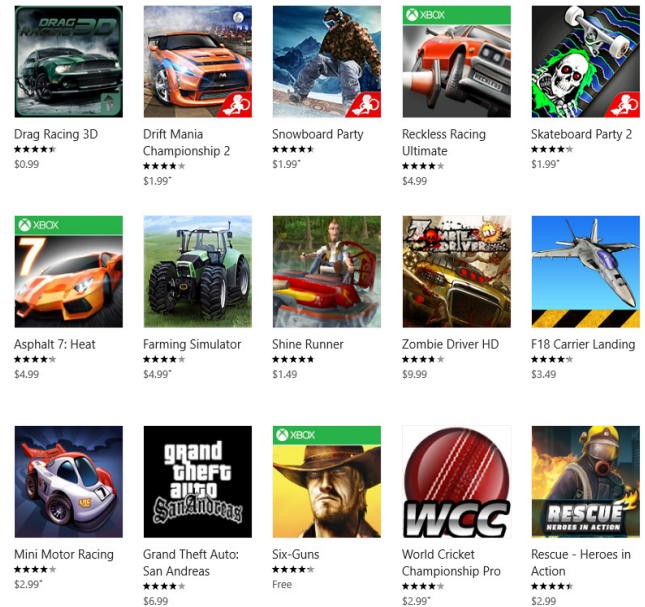 DRAG
RACING 3D
XBOX
RECKLESS
Drag Racing 3D
$0.99
Drift Mania
Championship 2
$1.99*
Snowboard Party
$1.99*
Reckless Racing
Ultimate
$4.99
Skateboard Party 2
$1.99*
XBOX
7
ZOMBIE HD
DRIVER
Asphalt 7: Heat
$4.99
Farming Simulator
$4.99*
Shine Runner
$1.49
Zombie Driver HD
$9.99
F18 Carrier Landing
$3.49
grand
theft
auto
San Andreas
XBOX
WCC
RESCUE
HEROES IN ACTION
Mini Motor Racing
$2.99*
Grand Theft Auto:
San Andreas
$6.99
Six-Guns
Free
World Cricket
Championship Pro
$2.99*
Rescue - Heroes in
Action
$2.99